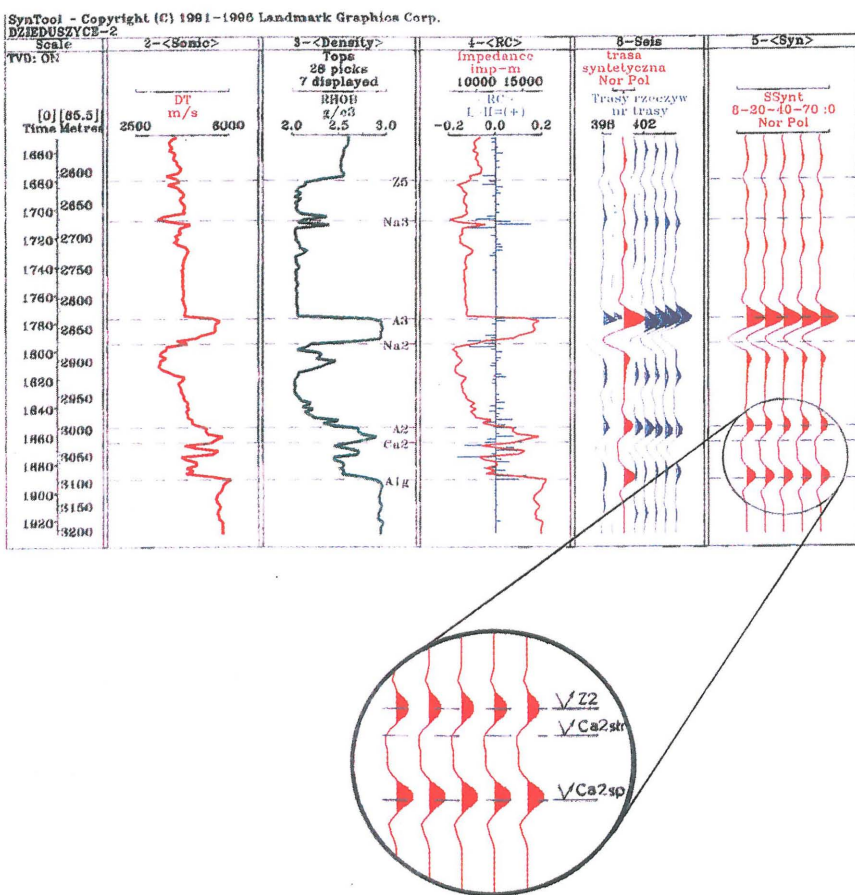 SynTool - Copyright (C) 1991-1996 Landmark Graphics Corp.
DZIEDUSZYCE-2
Scale 2-<Sonic> 3-<Density> 4-<RC> 6-Seis 5-<Syn>
TVD: ON
Tops
28 picks
7 displayed
Impedance
imp-m
10000 15000
trasa
syntetyczna
Nor Pol
DT
m/s
RHOB
g/c3
RC
L-II=(+)
Trasy rzeczyw
nr trasy
SSynt
8-20-40-70 :0
Nor Pol
[0] [85.5]
Time Metres
2500 6000
2.0 2.5 3.0
-0.2 0.0 0.2
398 402
1660
2600
1680
Z5
2650
1700
Na3
1720 2700
1740 2750
1760
2800
1780
A3
2850
Na2
1800
2900
1820
2950
1840
3000
A2
1860
Ca2
3050
1880
3100
A1g
1900
3150
1920
3200
Z2
Ca2str
Ca2sp